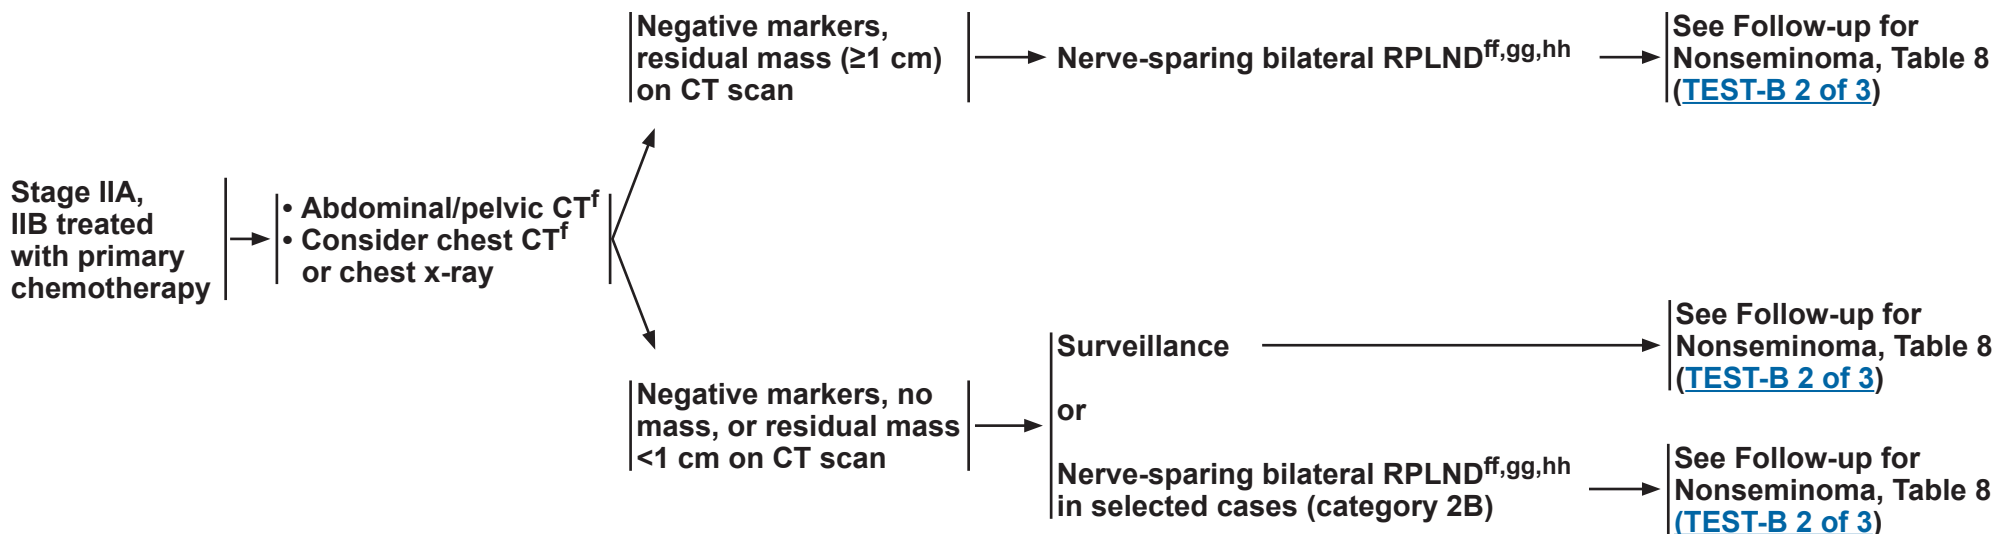 Stage IIA,
IIB treated
with primary
chemotherapy
• Abdominal/pelvic CTf
• Consider chest CTf
or chest x-ray
Negative markers,
residual mass (≥1 cm)
on CT scan
Nerve-sparing bilateral RPLNDff,gg,hh
See Follow-up for
Nonseminoma, Table 8
(TEST-B 2 of 3)
Negative markers, no
mass, or residual mass
<1 cm on CT scan
Surveillance
See Follow-up for
Nonseminoma, Table 8
(TEST-B 2 of 3)
or
Nerve-sparing bilateral RPLNDff,gg,hh
in selected cases (category 2B)
See Follow-up for
Nonseminoma, Table 8
(TEST-B 2 of 3)